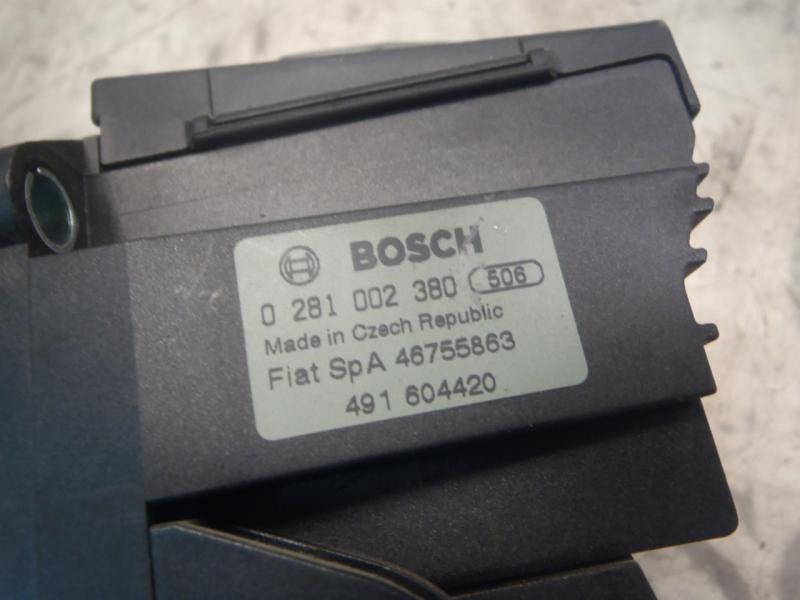 BOSCH
0 281 002 380 506
Made in Czech Republic
Fiat SpA 46755863
491 604420